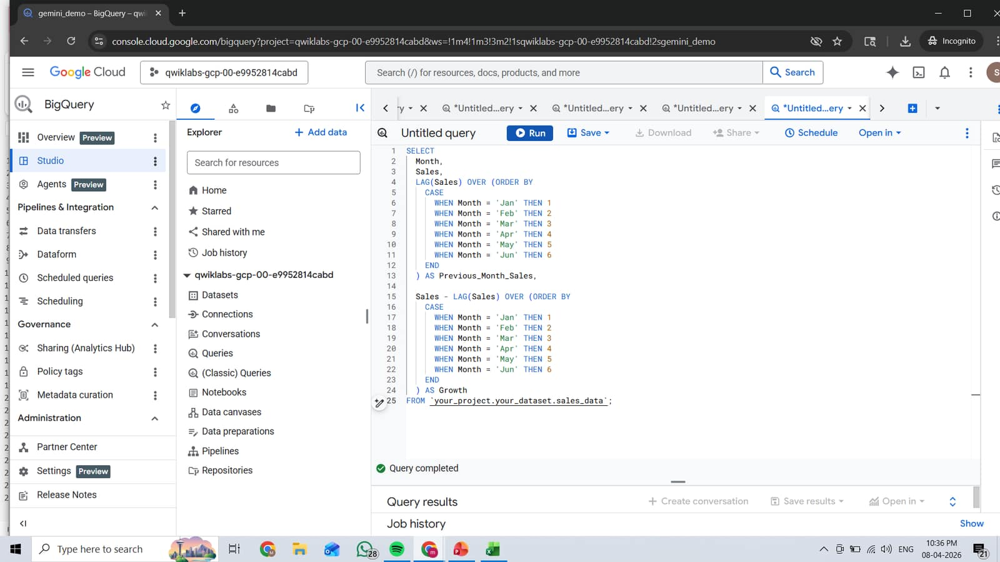 gemini_demo – BigQuery – qwi
console.cloud.google.com/bigquery?project=qwiklabs-gcp-00-e9952814cabd&ws=!1m4!1m3!3m2!1sqwiklabs-gcp-00-e9952814cabd!2sgemini_demo
Incognito
Google Cloud
qwiklabs-gcp-00-e9952814cabd
Search (/) for resources, docs, products, and more
Search
S
BigQuery
Overview Preview
Studio
Agents Preview
Pipelines & Integration
Data transfers
Dataform
Scheduled queries
Scheduling
Governance
Sharing (Analytics Hub)
Policy tags
Metadata curation
Administration
Partner Center
Settings Preview
Release Notes
Explorer
+ Add data
Search for resources
Home
Starred
Shared with me
Job history
qwiklabs-gcp-00-e9952814cabd
Datasets
Connections
Conversations
Queries
(Classic) Queries
Notebooks
Data canvases
Data preparations
Pipelines
Repositories
ry
*Untitled...ery
*Untitled...ery
*Untitled...ery
*Untitled...ery
Untitled query
Run
Save
Download
Share
Schedule
Open in
1 SELECT
2 Month,
3 Sales,
4 LAG(Sales) OVER (ORDER BY
5 CASE
6 WHEN Month = 'Jan' THEN 1
7 WHEN Month = 'Feb' THEN 2
8 WHEN Month = 'Mar' THEN 3
9 WHEN Month = 'Apr' THEN 4
10 WHEN Month = 'May' THEN 5
11 WHEN Month = 'Jun' THEN 6
12 END
13 ) AS Previous_Month_Sales,
14
15 Sales - LAG(Sales) OVER (ORDER BY
16 CASE
17 WHEN Month = 'Jan' THEN 1
18 WHEN Month = 'Feb' THEN 2
19 WHEN Month = 'Mar' THEN 3
20 WHEN Month = 'Apr' THEN 4
21 WHEN Month = 'May' THEN 5
22 WHEN Month = 'Jun' THEN 6
23 END
24 ) AS Growth
25 FROM `your_project.your_dataset.sales_data`;
Query completed
Query results
+ Create conversation
Save results
Open in
Job history
Show
Type here to search
28
ENG
10:36 PM
08-04-2026
21